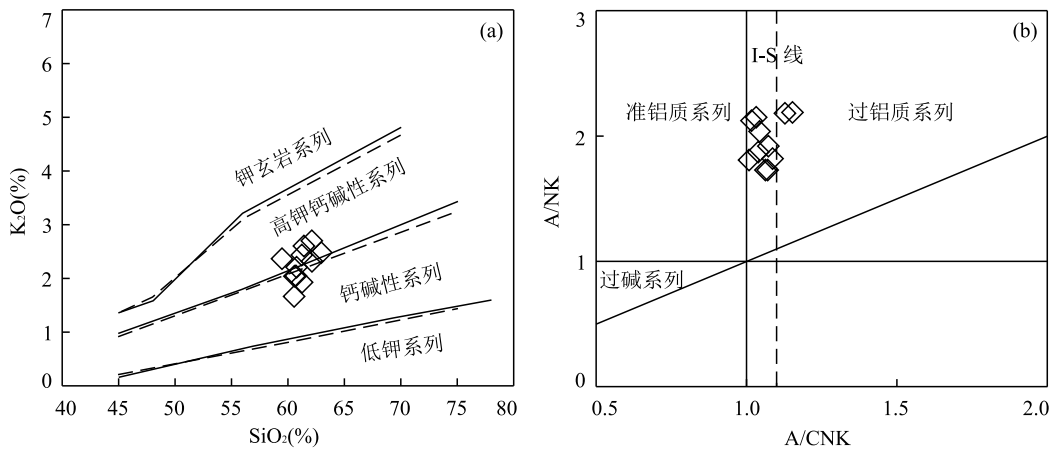 7
6
5
4
3
2
1
0
K₂O(%)
(a)
钾玄岩系列
高钾钙碱性系列
钙碱性系列
低钾系列
40 45 50 55 60 65 70 75 80
SiO₂(%)
3
2
1
0
A/NK
(b)
I-S 线
准铝质系列
过铝质系列
过碱系列
0.5 1.0 1.5 2.0
A/CNK